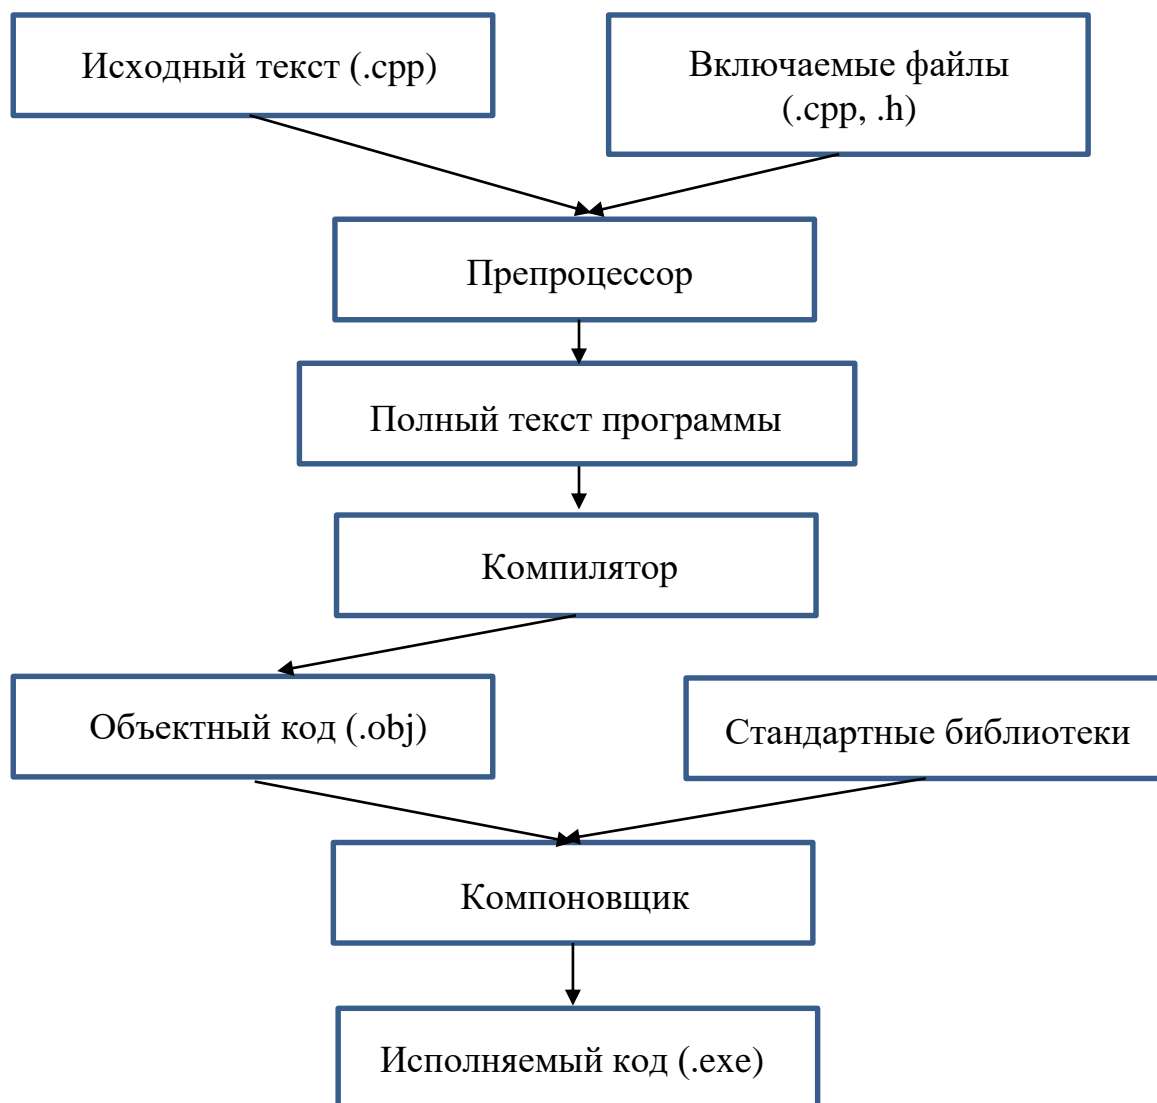 Исходный текст (.cpp)
Включаемые файлы
(.cpp, .h)
Препроцессор
Полный текст программы
Компилятор
Объектный код (.obj)
Стандартные библиотеки
Компоновщик
Исполняемый код (.exe)